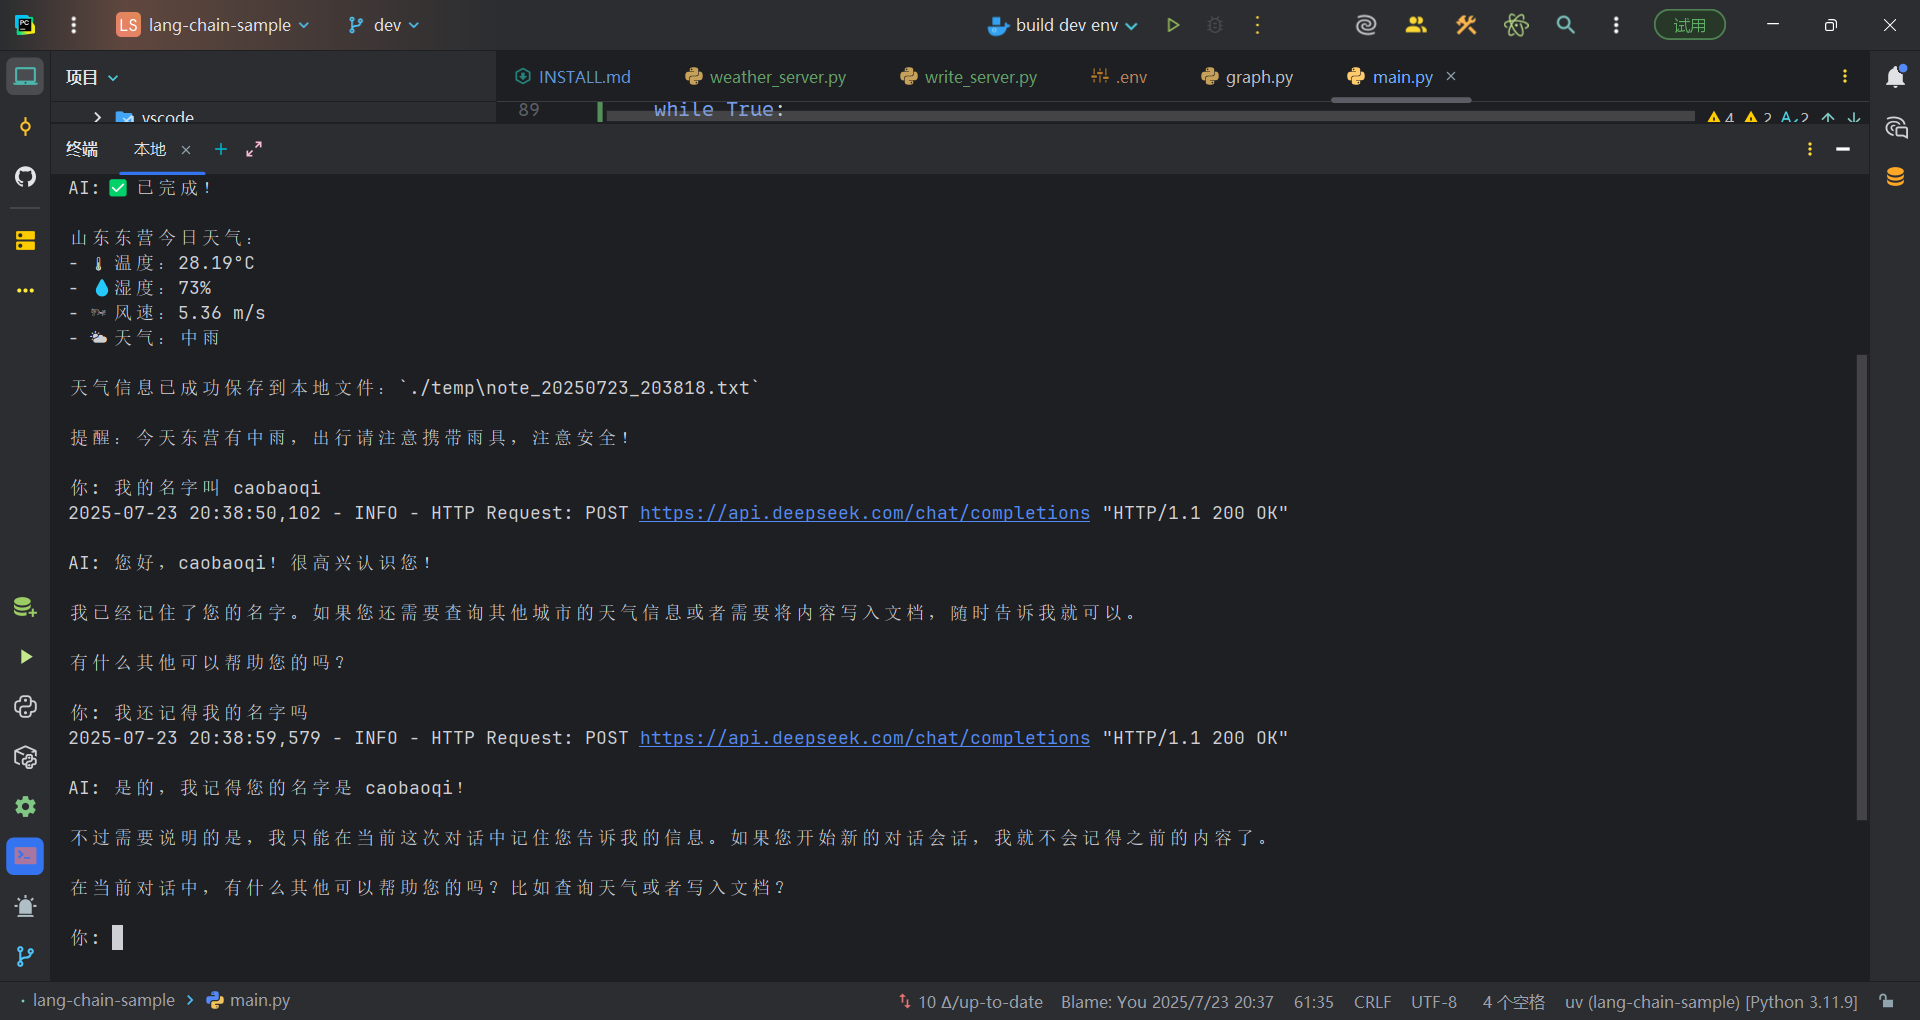 LS lang-chain-sample dev build dev env 试用
项目 INSTALL.md weather_server.py write_server.py .env graph.py main.py
89 while True:
vscode 4 2 2
终端 本地
AI: ✅ 已完成！
山东东营今日天气：
- 🌡 温度：28.19°C
- 💧 湿度：73%
- 风速：5.36 m/s
- 🌥 天气：中雨
天气信息已成功保存到本地文件：`./temp\note_20250723_203818.txt`
提醒：今天东营有中雨，出行请注意携带雨具，注意安全！
你: 我的名字叫 caobaoqi
2025-07-23 20:38:50,102 - INFO - HTTP Request: POST https://api.deepseek.com/chat/completions "HTTP/1.1 200 OK"
AI: 您好，caobaoqi！很高兴认识您！
我已经记住了您的名字。如果您还需要查询其他城市的天气信息或者需要将内容写入文档，随时告诉我就可以。
有什么其他可以帮助您的吗？
你: 我还记得我的名字吗
2025-07-23 20:38:59,579 - INFO - HTTP Request: POST https://api.deepseek.com/chat/completions "HTTP/1.1 200 OK"
AI: 是的，我记得您的名字是 caobaoqi！
不过需要说明的是，我只能在当前这次对话中记住您告诉我的信息。如果您开始新的对话会话，我就不会记得之前的内容了。
在当前对话中，有什么其他可以帮助您的吗？比如查询天气或者写入文档？
你:
lang-chain-sample > main.py 10 Δ/up-to-date Blame: You 2025/7/23 20:37 61:35 CRLF UTF-8 4 个空格 uv (lang-chain-sample) [Python 3.11.9]